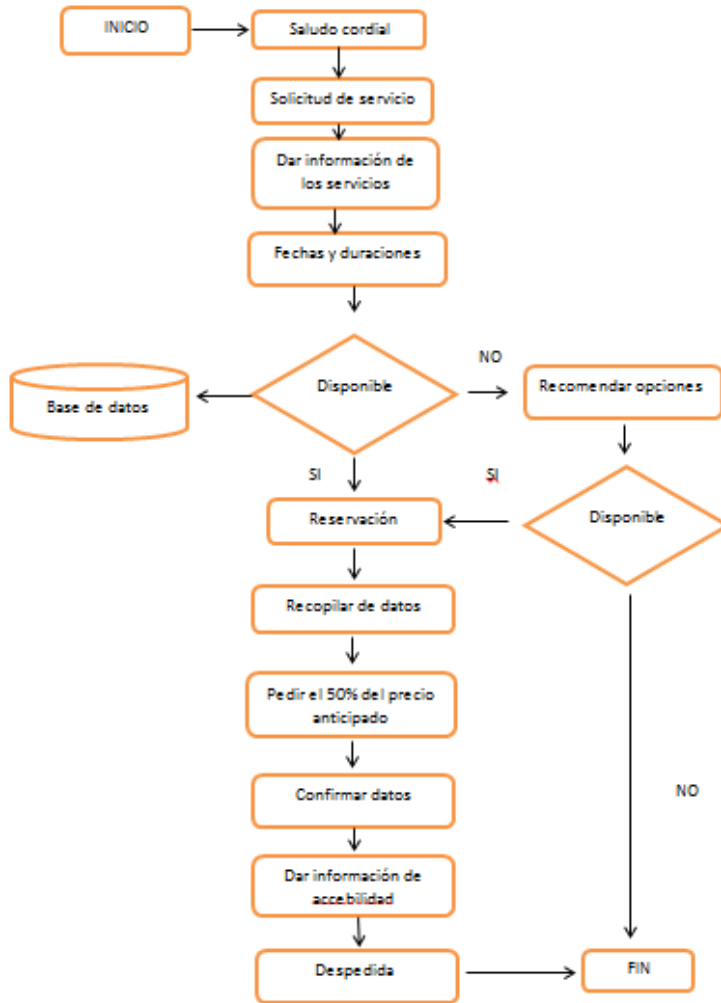 INICIO
Saludo cordial
Solicitud de servicio
Dar información de
los servicios
Fechas y duraciones
Disponible
NO
Recomendar opciones
Base de datos
SI
SI
Disponible
Reservación
Recopilar de datos
Pedir el 50% del precio
anticipado
Confirmar datos
NO
Dar información de
accebilidad
Despedida
FIN